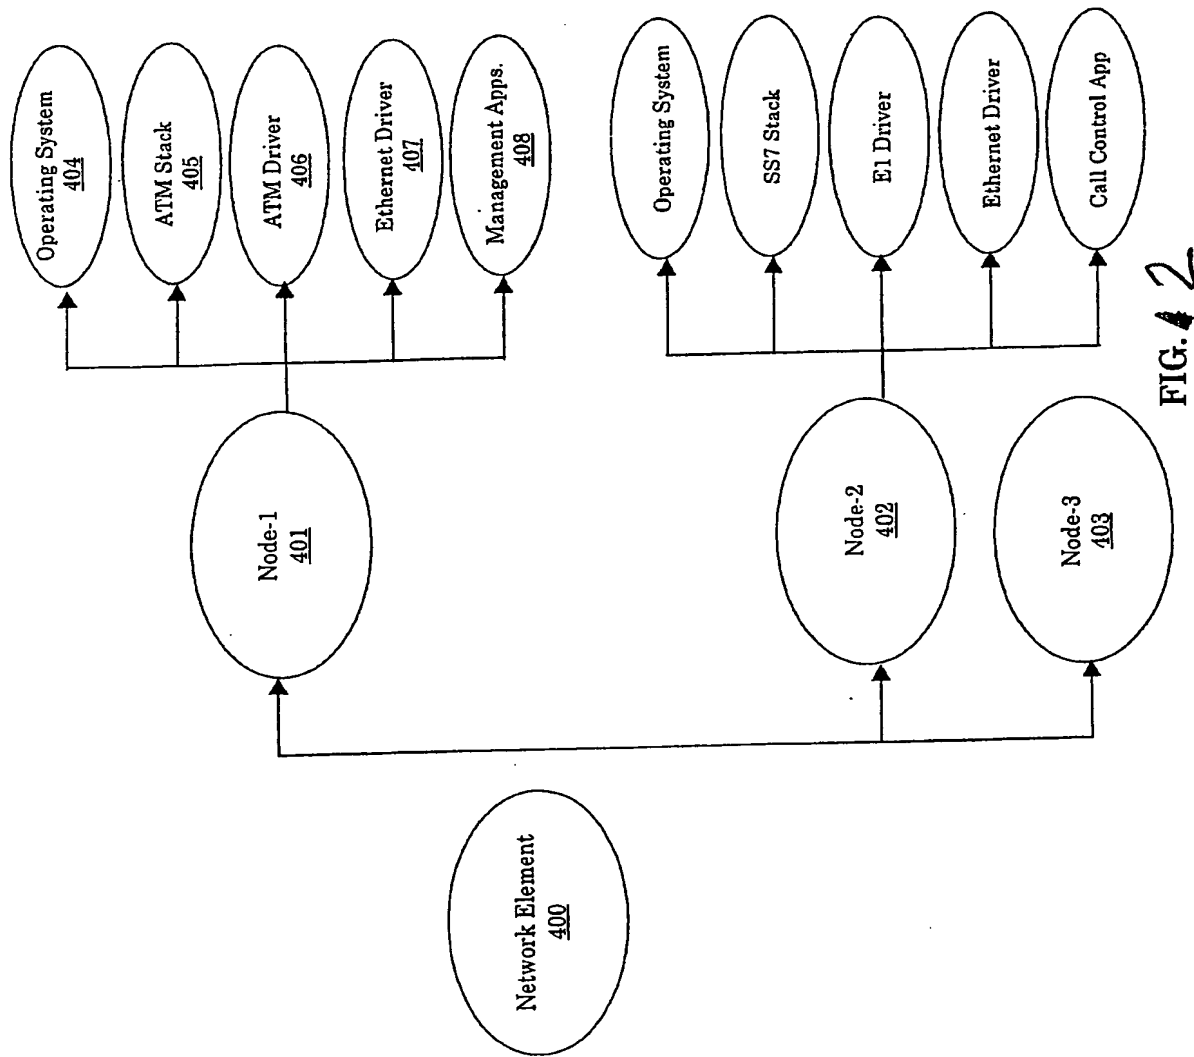 Network Element
400
Node-1
401
Node-2
402
Node-3
403
Operating System
404
ATM Stack
405
ATM Driver
406
Ethernet Driver
407
Management Apps.
408
Operating System
SS7 Stack
E1 Driver
Ethernet Driver
Call Control App
FIG. 2